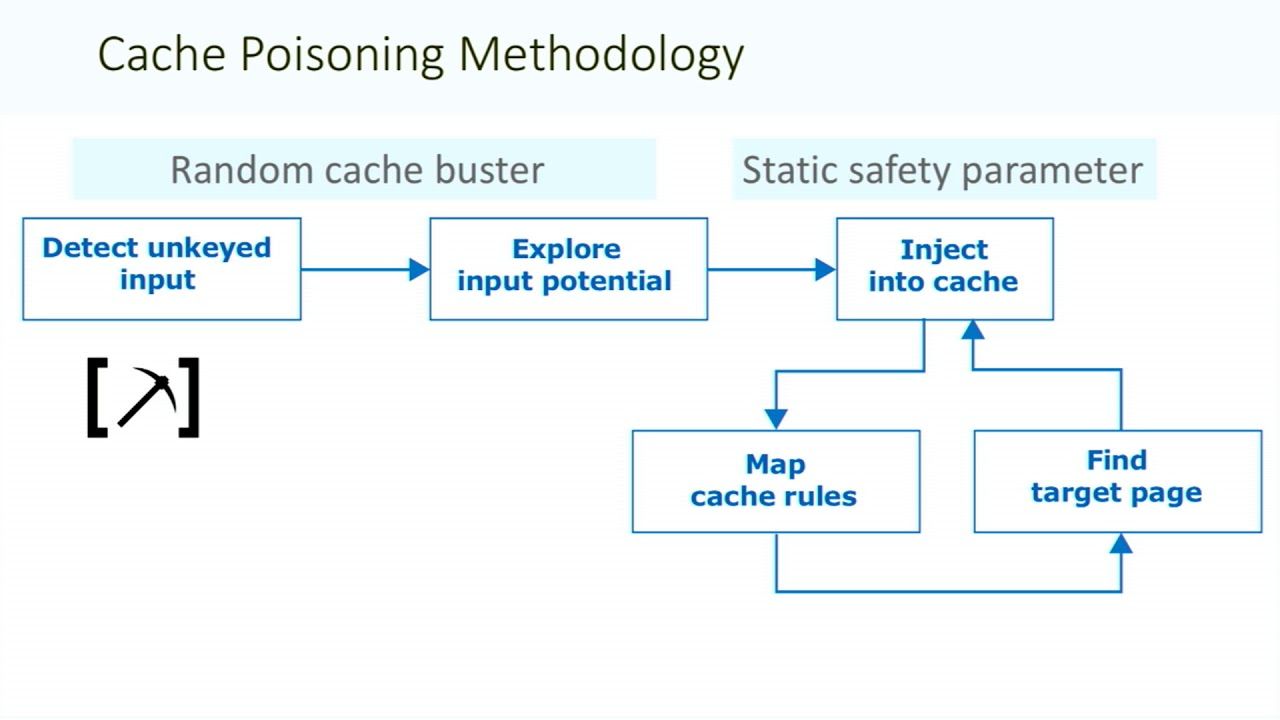 Cache Poisoning Methodology
Random cache buster
Static safety parameter
Detect unkeyed
input
Explore
input potential
Inject
into cache
Map
cache rules
Find
target page